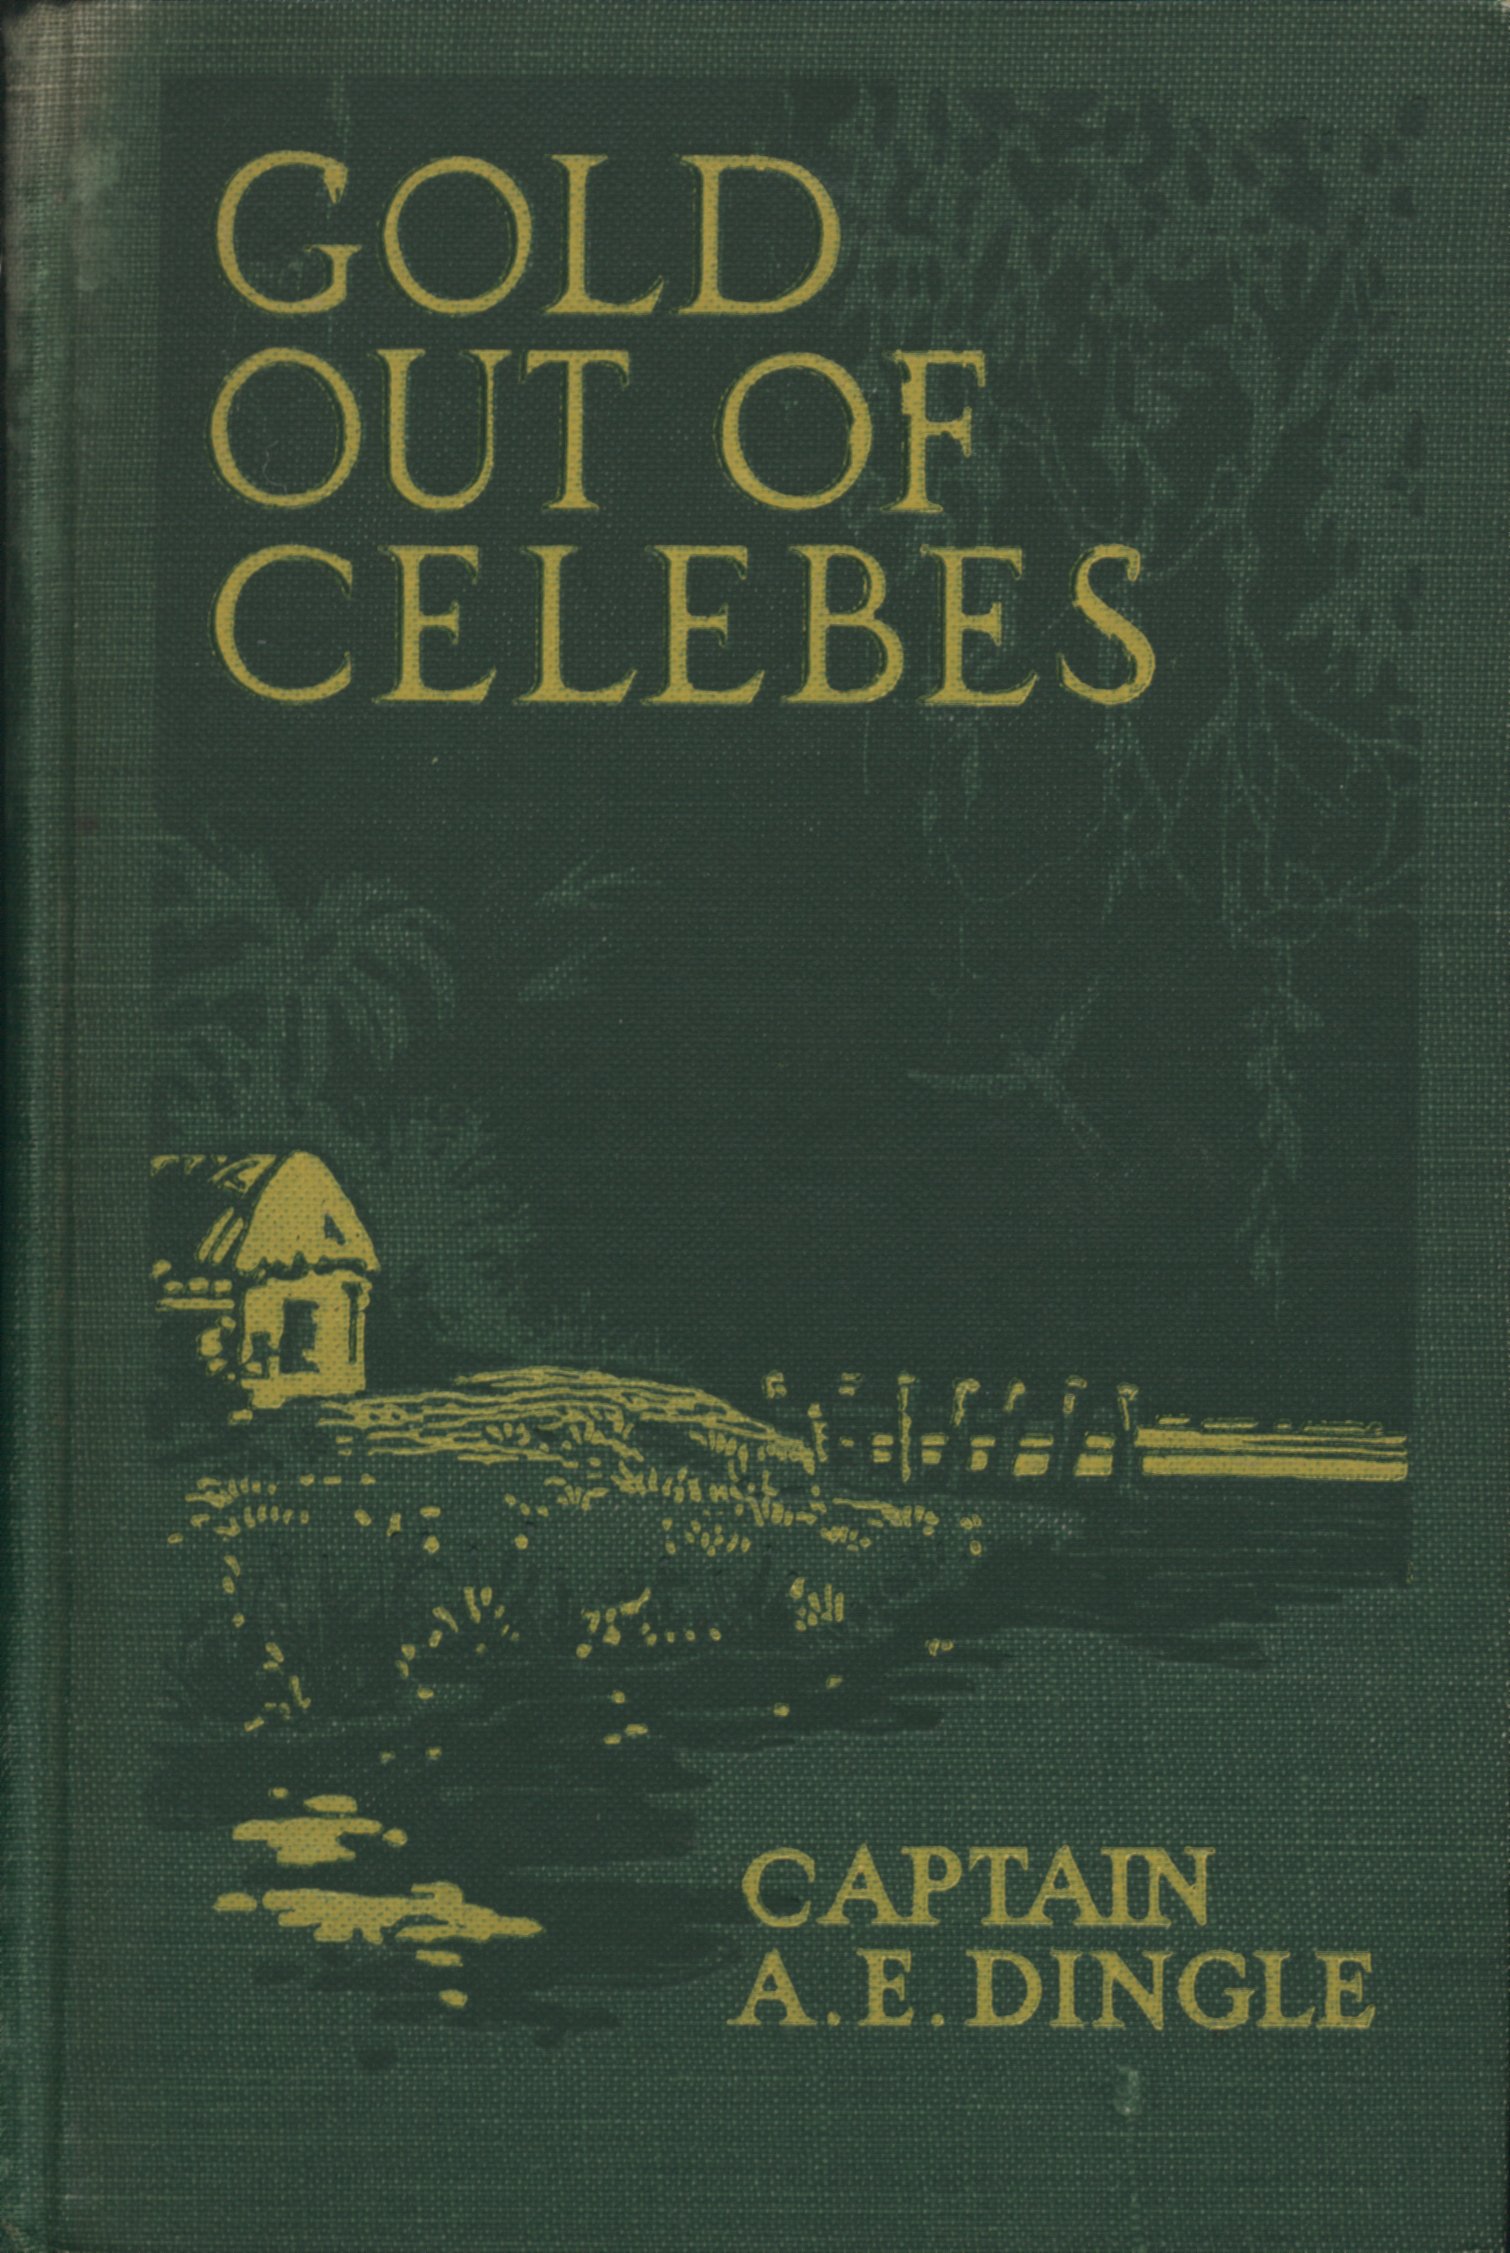 GOLD
OUT OF
CELEBES
CAPTAIN
A. E. DINGLE